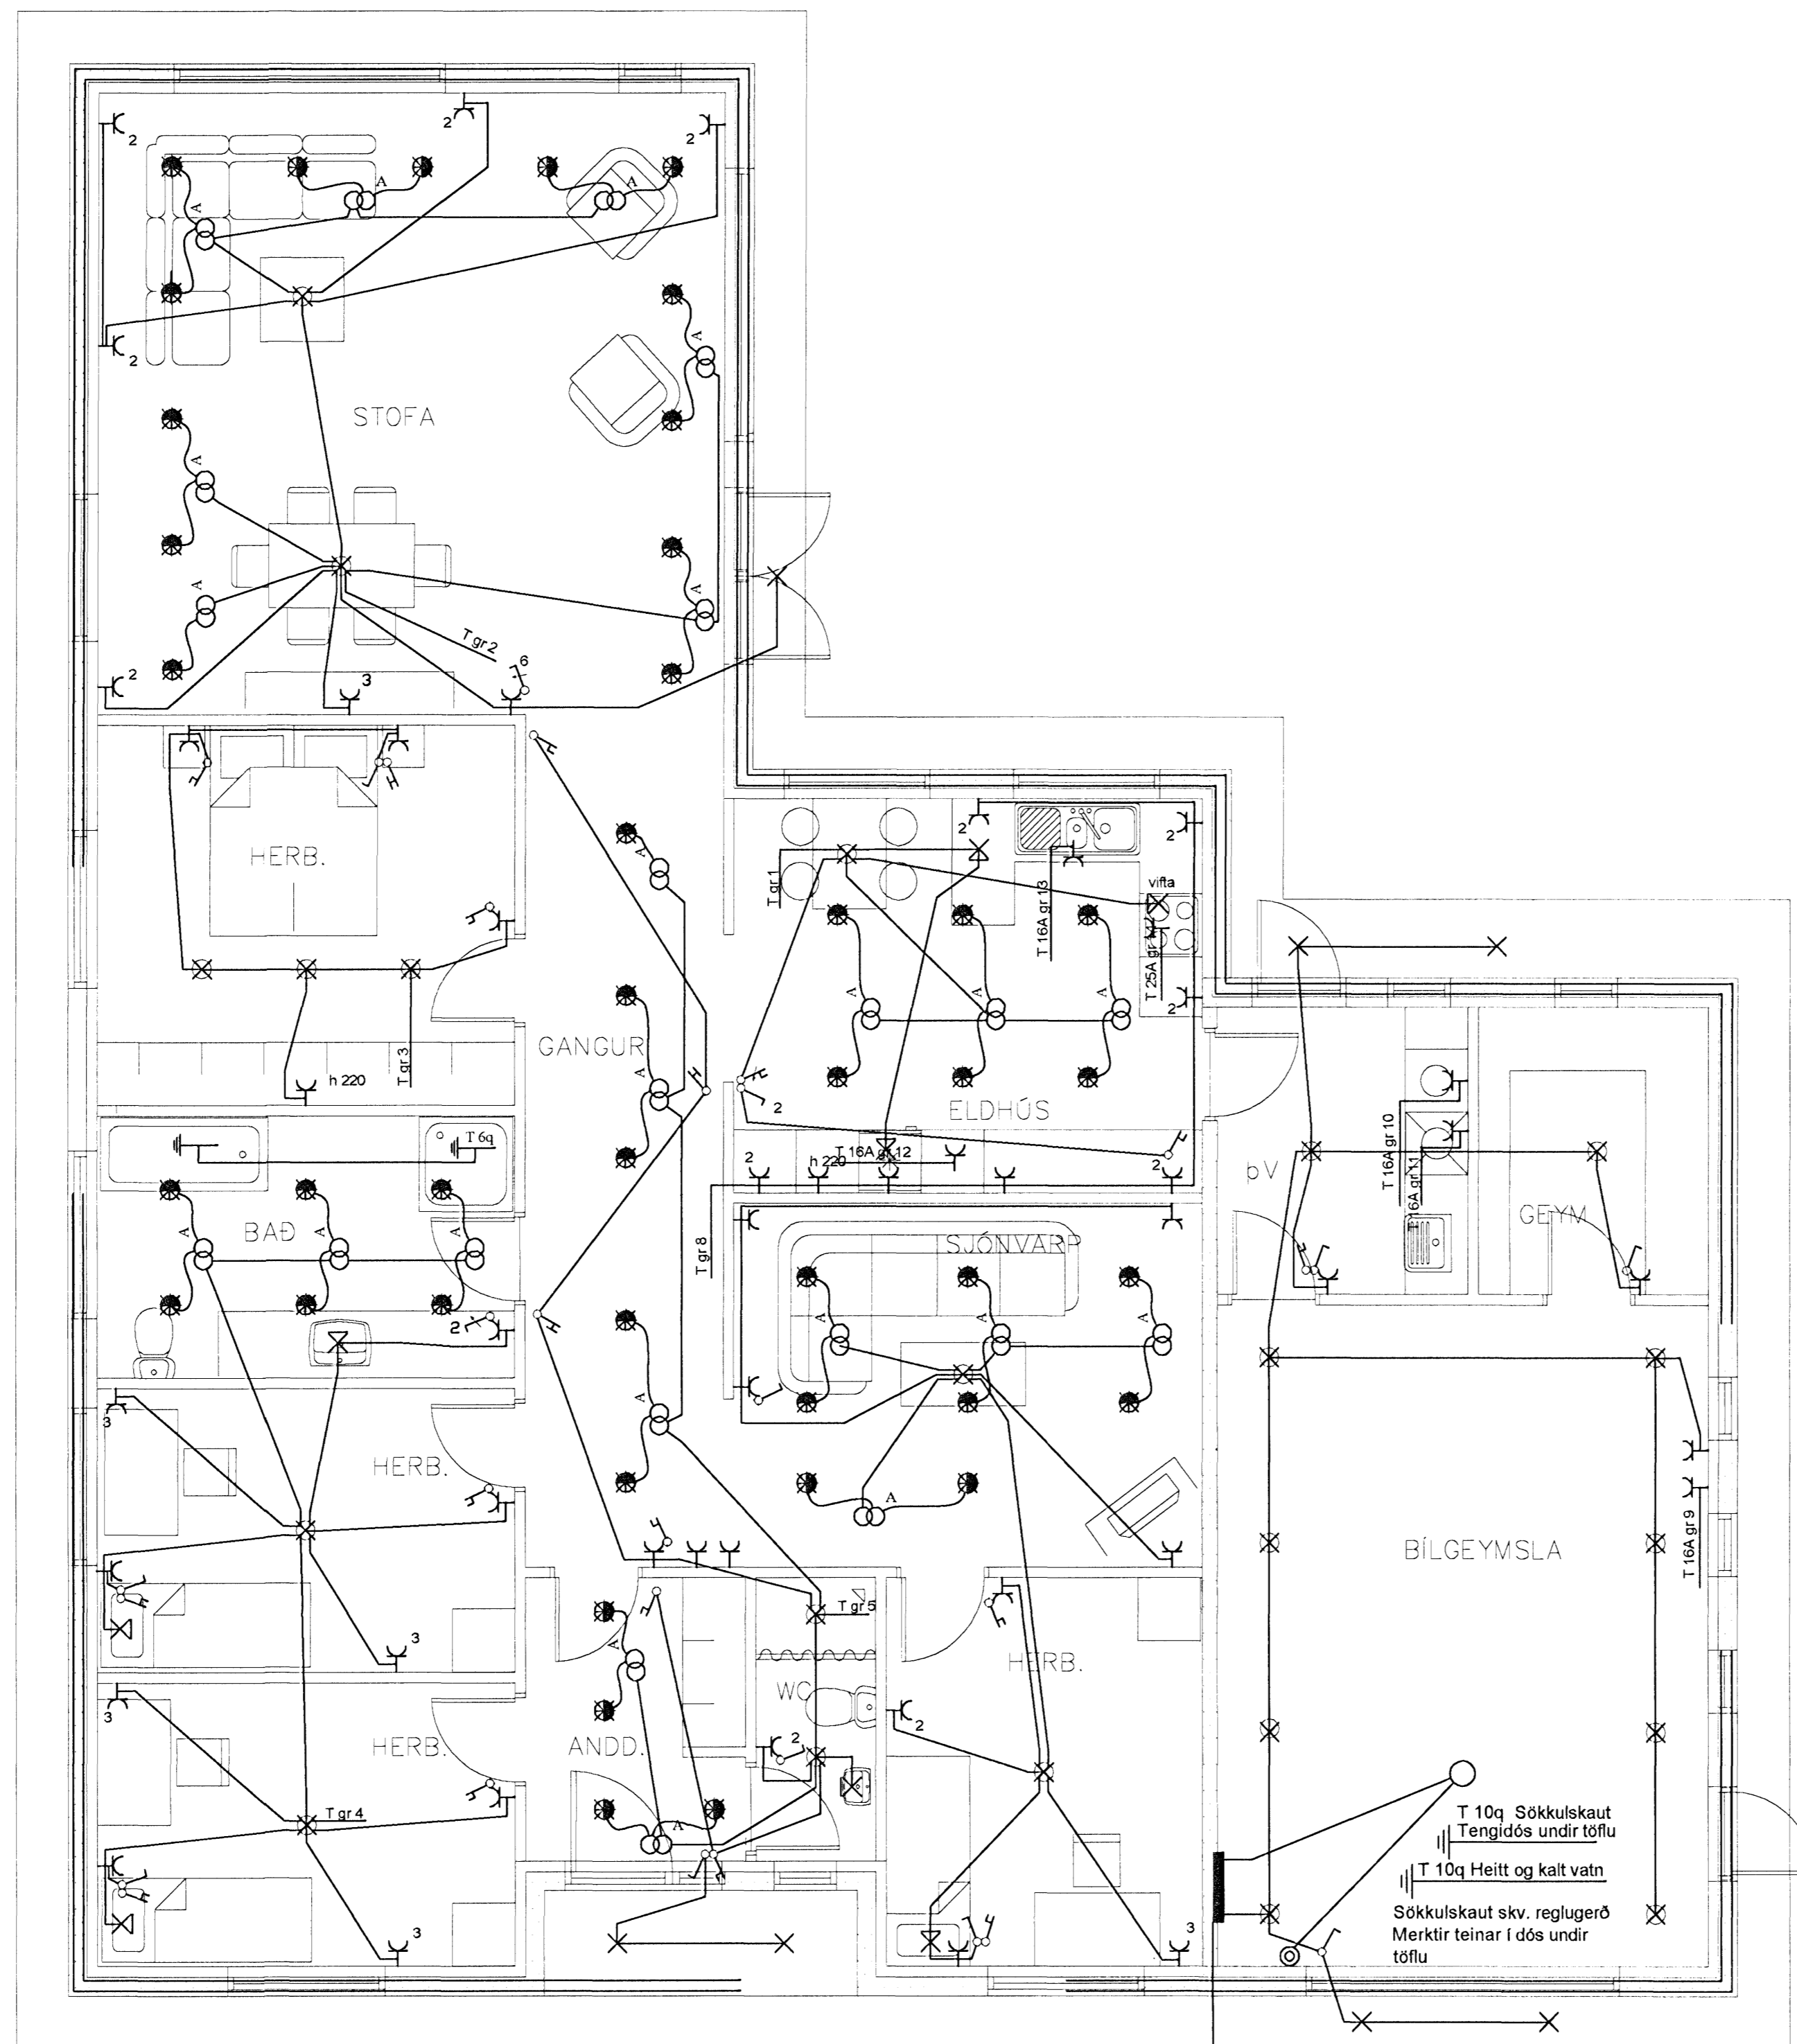 2
2
2
A
A
A
2
A
STOFA
A
A
A
T gr 2
6
2
3
HERB.
2
2
T gr 1
T 16A gr 13
vifta
A
A
A
A
2
GANGUR
T gr 3
h 220
A
2
ELDHÚS
T 6q
2
h 220
T 16A gr 12
2
T 16A gr 10
T 16A gr 11
ÞV
GEYM
BAÐ
A
A
A
T gr 8
SJÓNVARP
2
A
A
A
3
HERB.
A
A
BÍLGEYMSLA
T 16A gr 9
3
T gr 5
A
HERB.
WC
2
3
HERB.
ANDD.
2
T gr 4
A
T 10q Sökkulskaut
Tengidós undir töflu
T 10q Heitt og kalt vatn
Sökkulskaut skv. reglugerð
Merktir teinar í dós undir
töflu
3
3